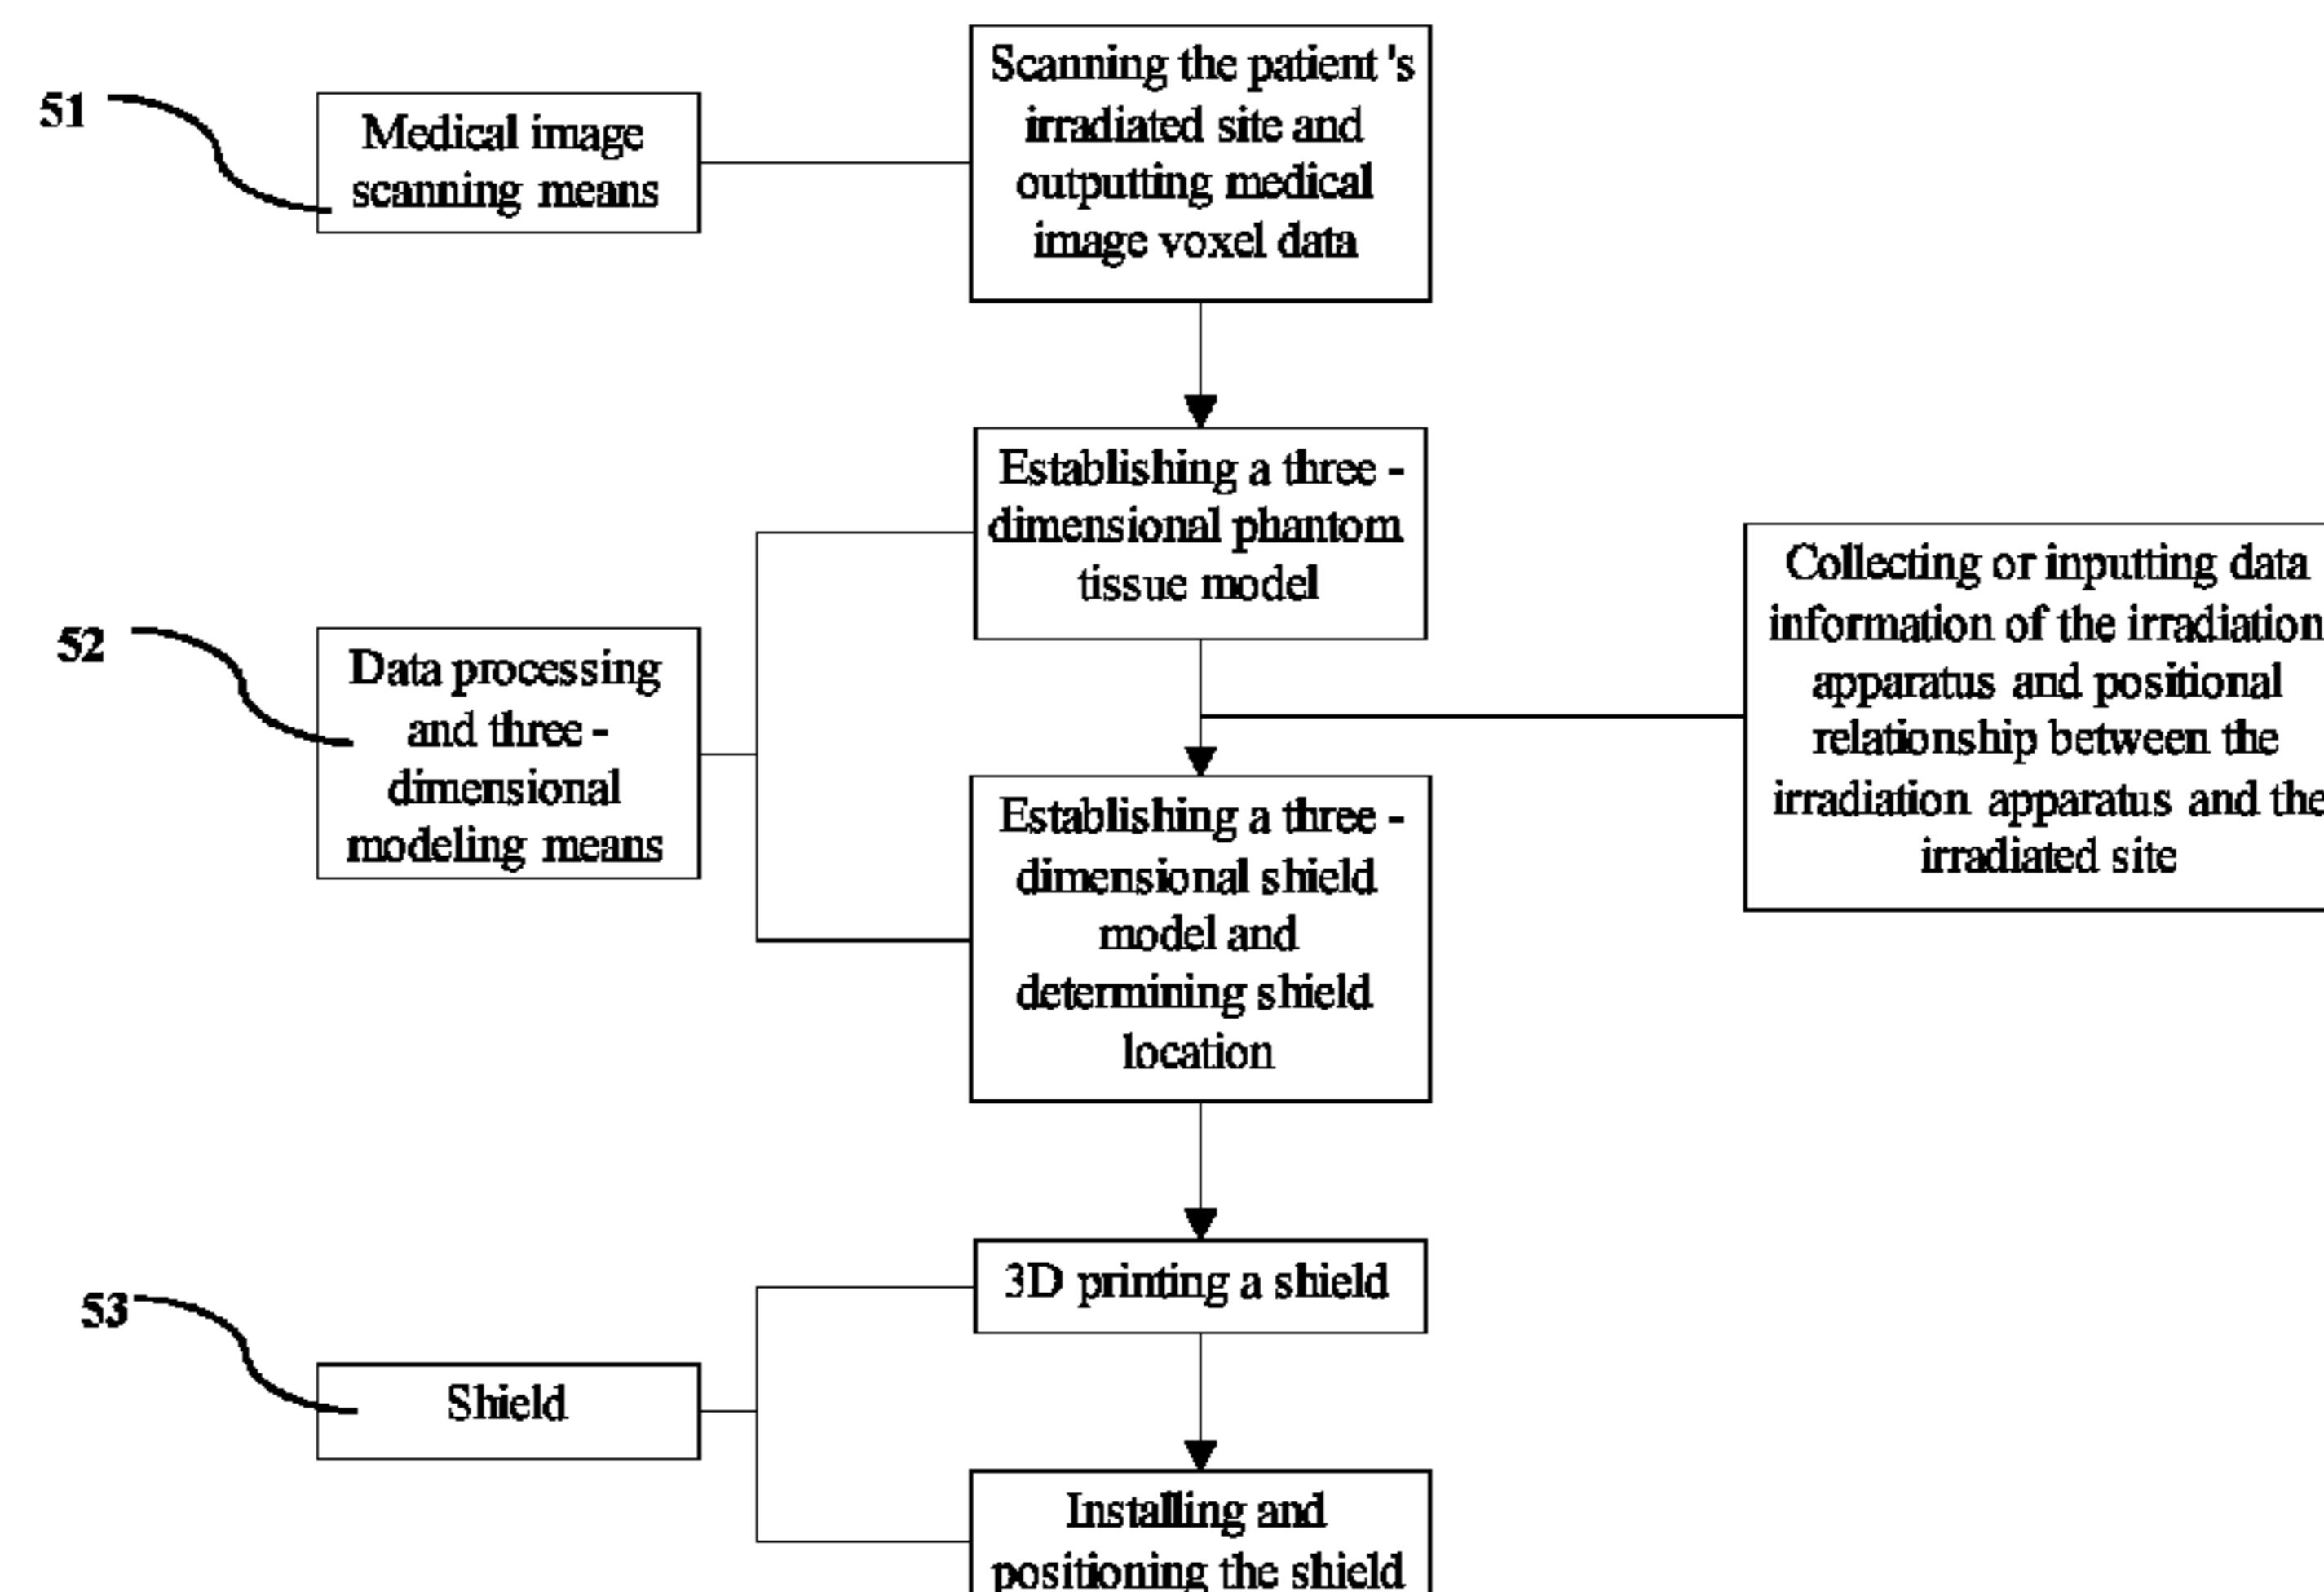 51
Medical image
scanning means
Scanning the patient 's
irradiated site and
outputting medical
image voxel data
52
Data processing
and three -
dimensional
modeling means
Establishing a three -
dimensional phantom
tissue model
Collecting or inputting data
information of the irradiation
apparatus and positional
relationship between the
irradiation apparatus and the
irradiated site
Establishing a three -
dimensional shield
model and
determining shield
location
53
Shield
3D printing a shield
Installing and
positioning the shield